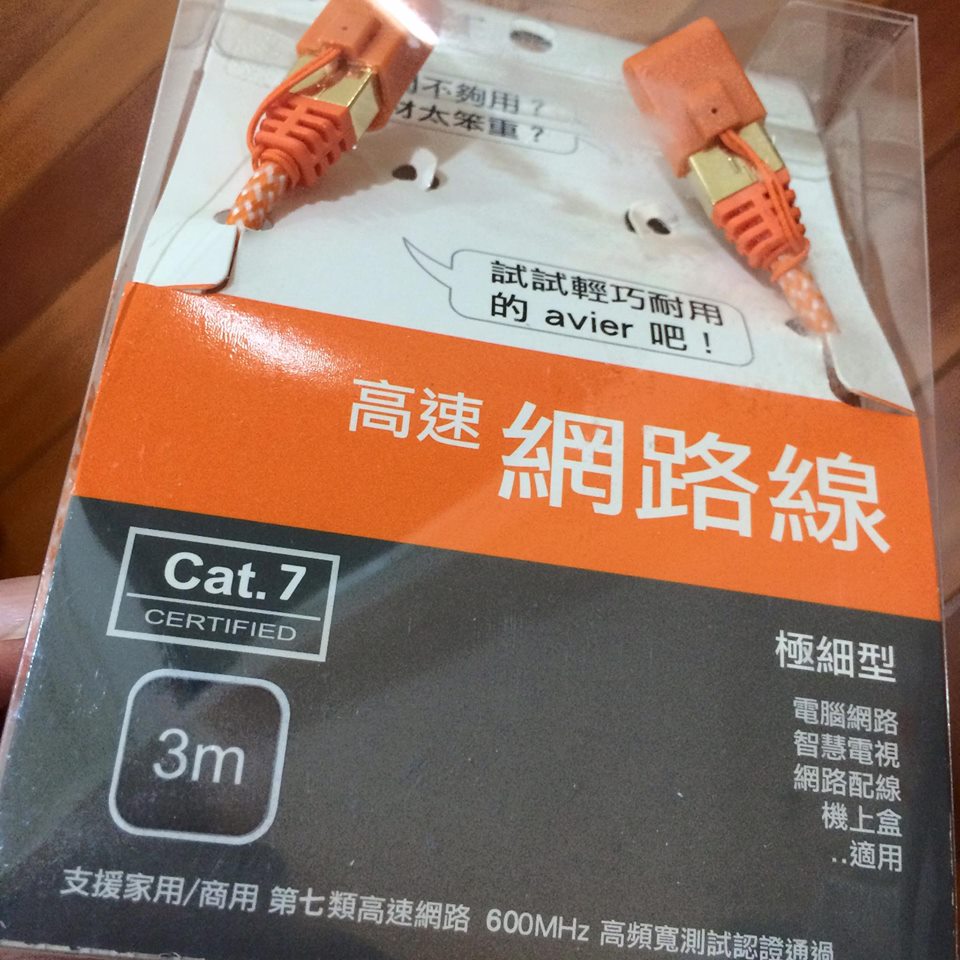 不夠用？
才太笨重？
試試輕巧耐用
的 avier 吧！
高速 網路線
Cat.7
CERTIFIED
3m
極細型
電腦網路
智慧電視
網路配線
機上盒
..適用
支援家用/商用 第七類高速網路 600MHz 高頻寬測試認證通過